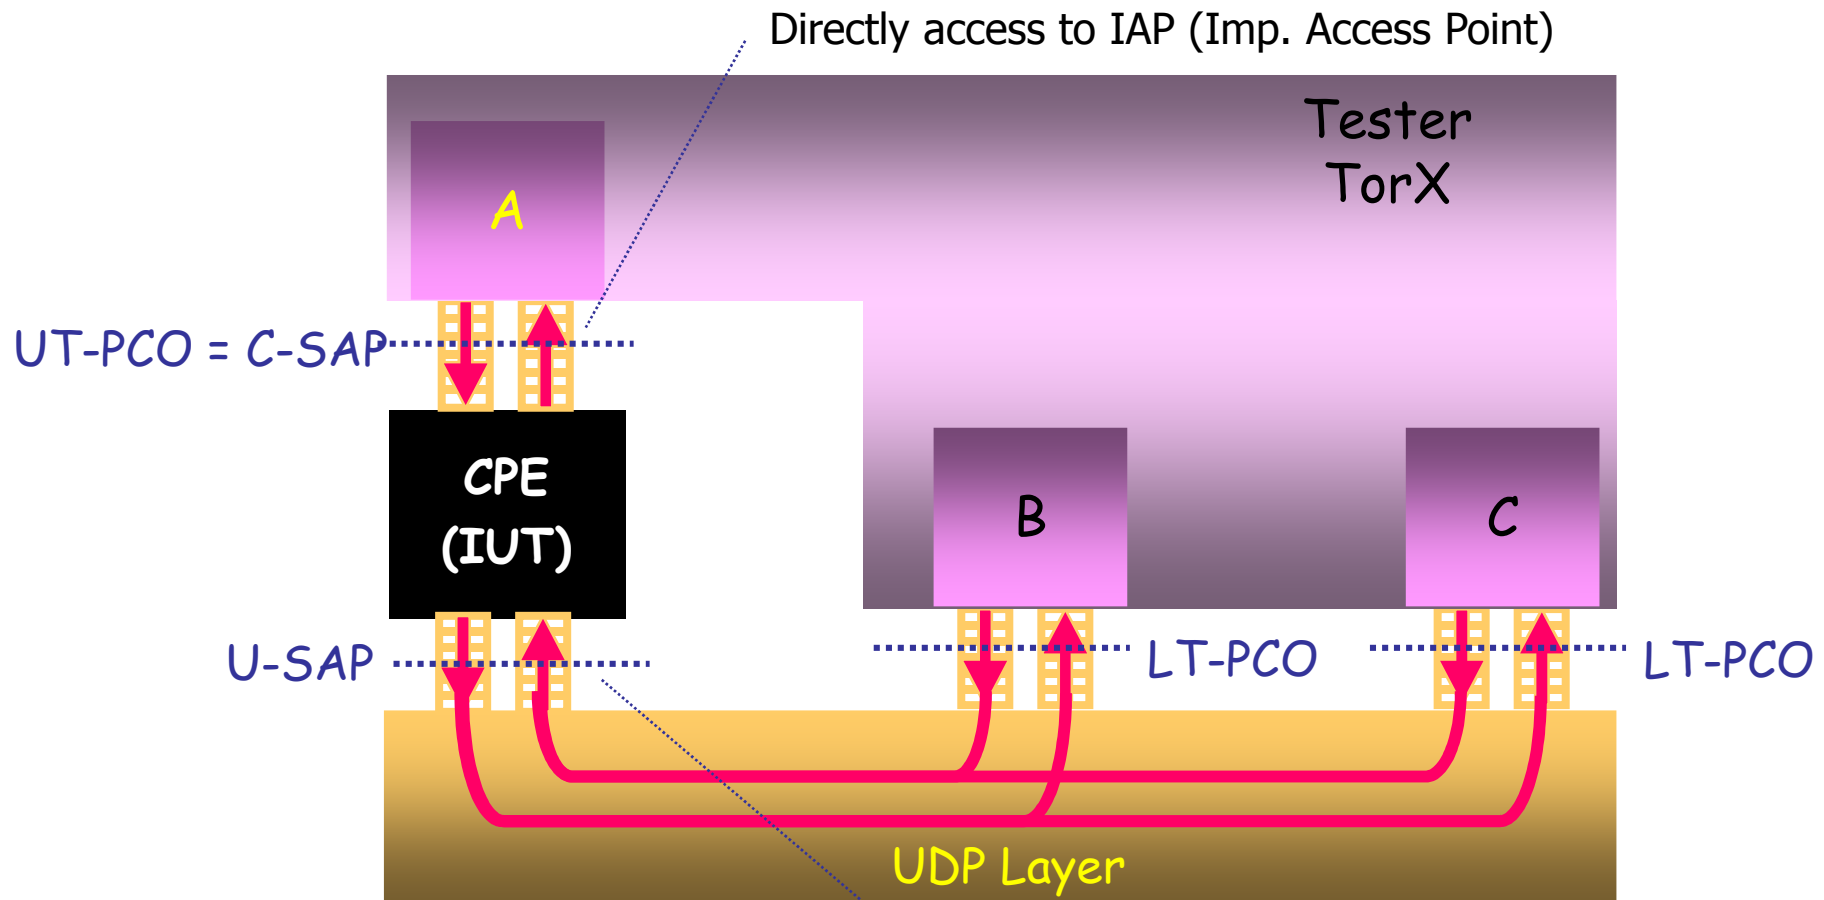 Directly access to IAP (Imp. Access Point)
Tester
TorX
A
UT-PCO = C-SAP
CPE
(IUT)
B
C
U-SAP
LT-PCO
LT-PCO
UDP Layer